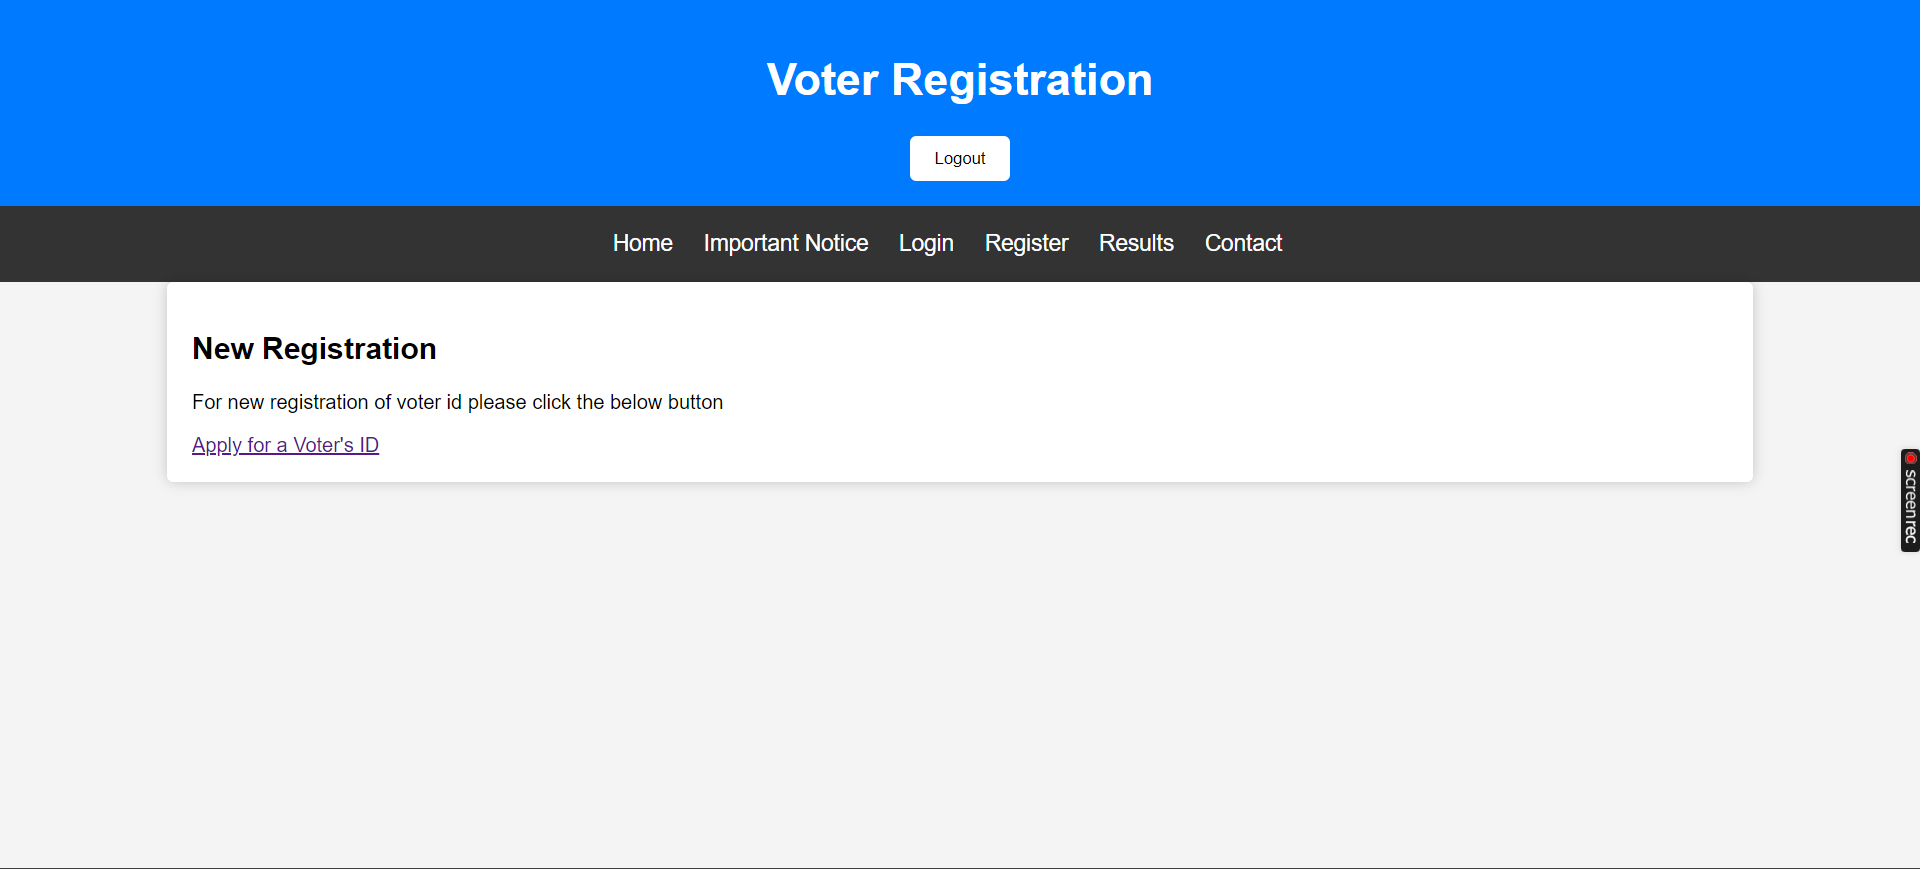 Voter Registration
Logout
Home Important Notice Login Register Results Contact
New Registration
For new registration of voter id please click the below button
Apply for a Voter's ID
screenrec